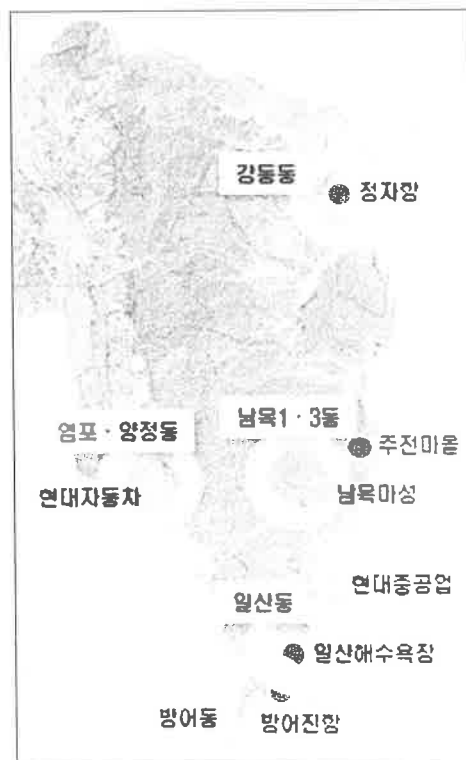 강동동
정자항
염포 · 양정동
남목1 · 3동
주전마을
현대자동차
남목마성
현대중공업
일산동
일산해수욕장
방어동
방어진항